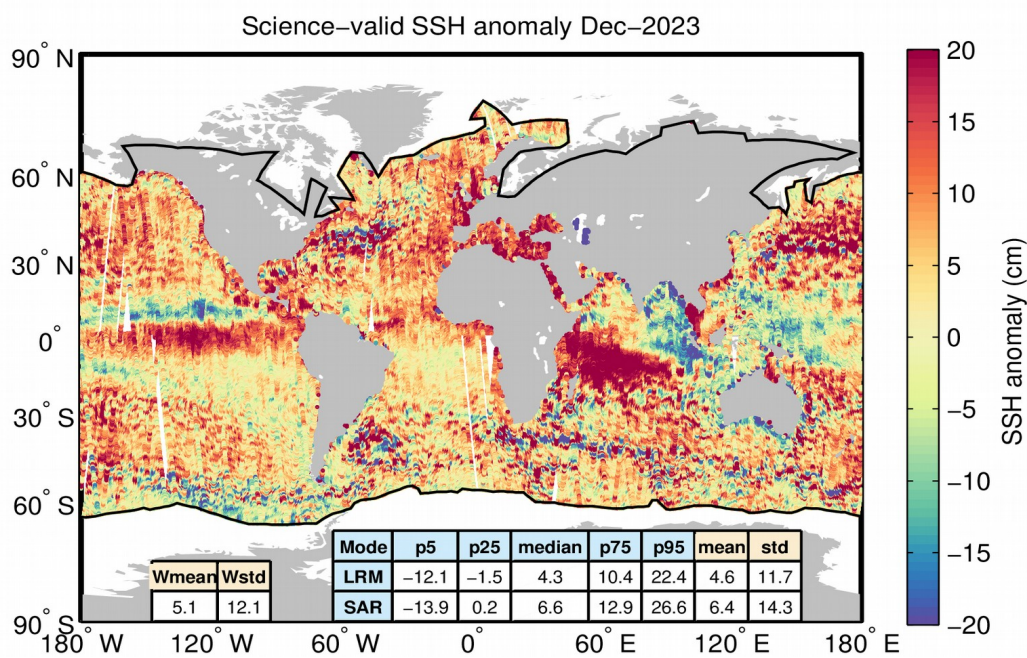 Science−valid SSH anomaly Dec−2023
90° N
60° N
30° N
0°
30° S
60° S
90° S
180° W 120° W 60° W 0° 60° E 120° E 180° E
Wmean Wstd
5.1 12.1
Mode p5 p25 median p75 p95 mean std
LRM −12.1 −1.5 4.3 10.4 22.4 4.6 11.7
SAR −13.9 0.2 6.6 12.9 26.6 6.4 14.3
20
15
10
5
0
−5
−10
−15
−20
SSH anomaly (cm)